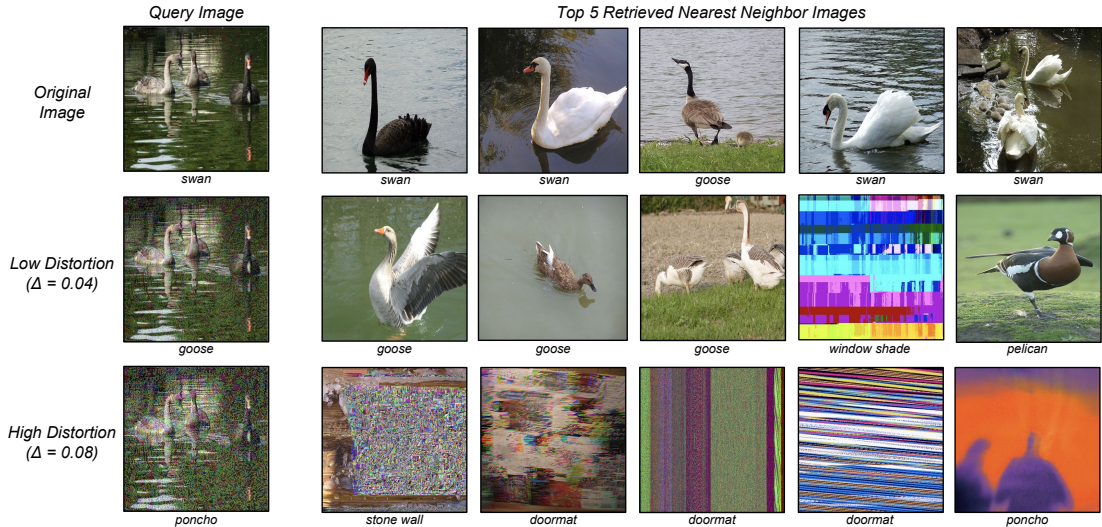 Query Image
Top 5 Retrieved Nearest Neighbor Images
Original
Image
swan
swan
swan
goose
swan
swan
Low Distortion
(Δ = 0.04)
goose
goose
goose
goose
window shade
pelican
High Distortion
(Δ = 0.08)
poncho
stone wall
doormat
doormat
doormat
poncho